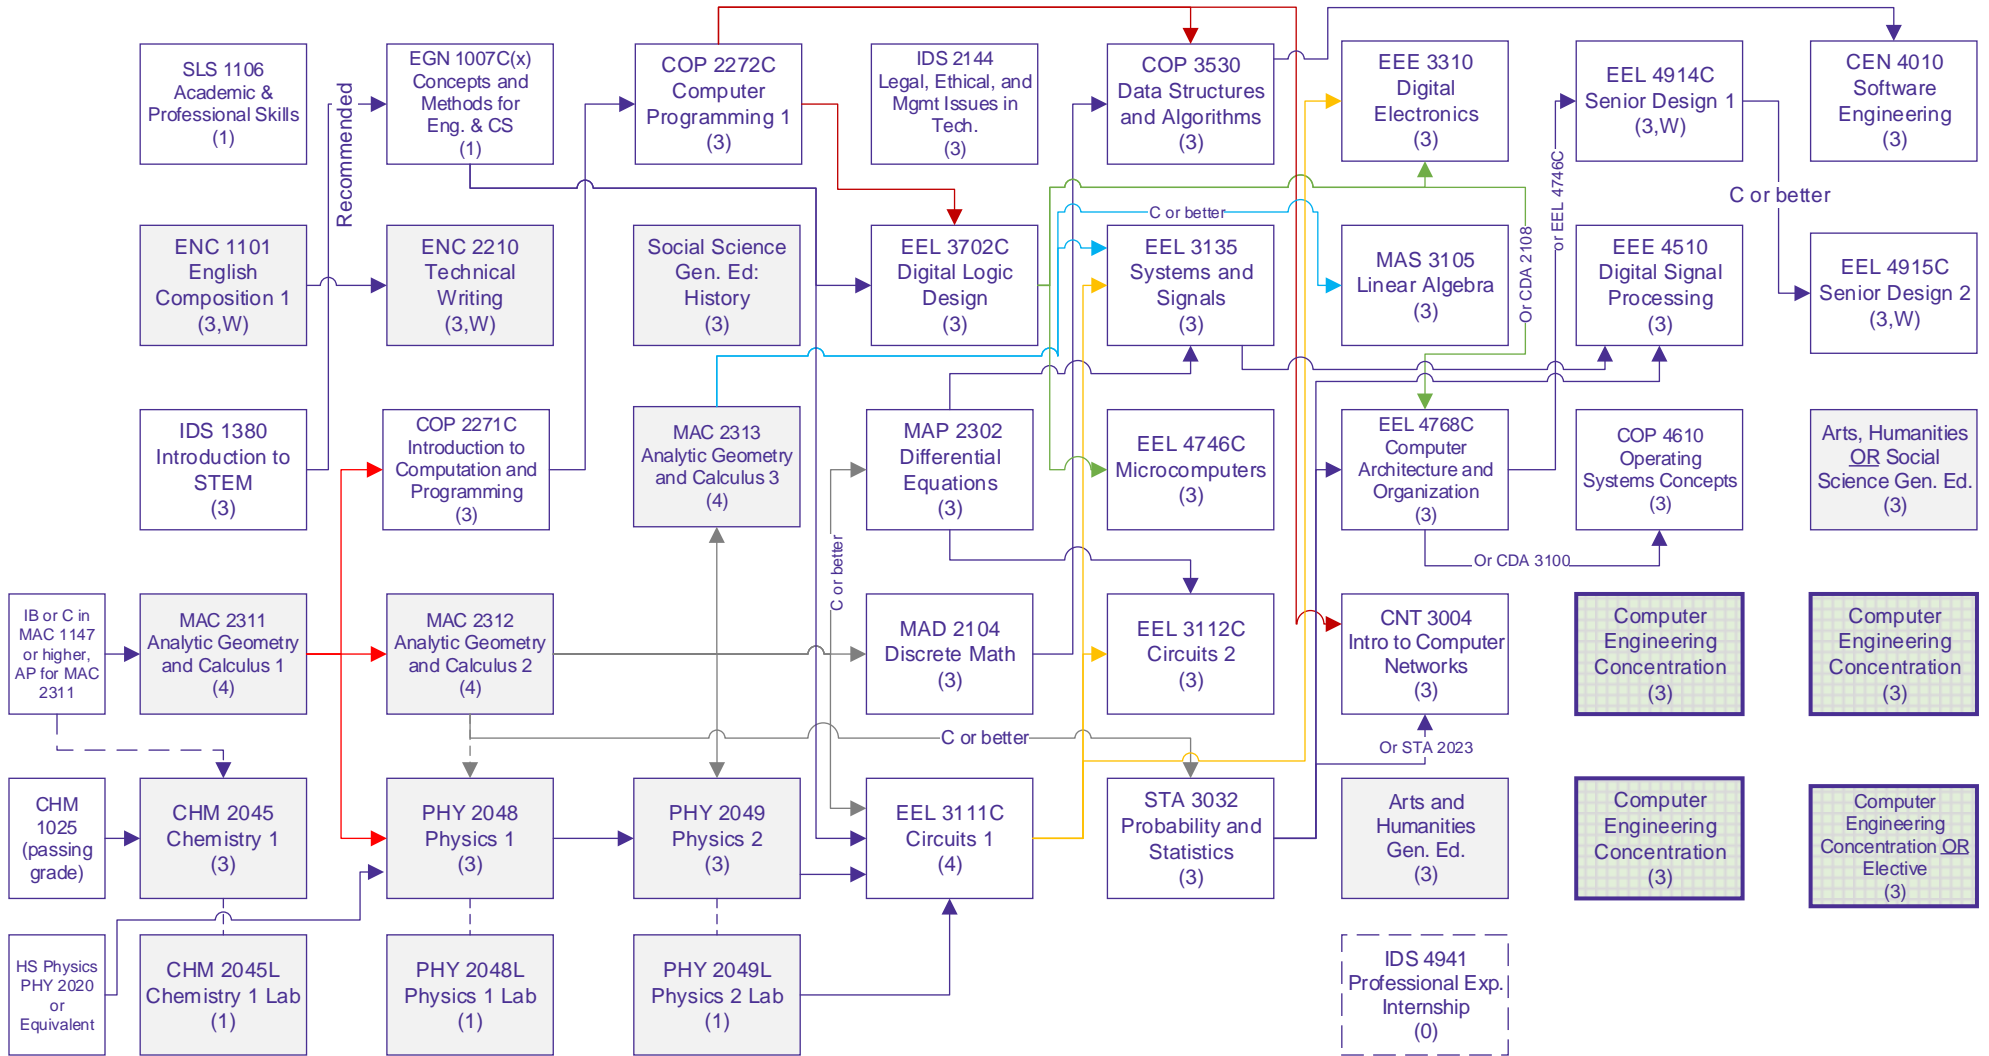 SLS 1106
Academic &
Professional Skills
(1)
Recommended
EGN 1007C(x)
Concepts and
Methods for
Eng. & CS
(1)
COP 2272C
Computer
Programming 1
(3)
IDS 2144
Legal, Ethical, and
Mgmt Issues in
Tech.
(3)
COP 3530
Data Structures
and Algorithms
(3)
EEE 3310
Digital
Electronics
(3)
EEL 4914C
Senior Design 1
(3,W)
CEN 4010
Software
Engineering
(3)
C or better
or EEL 4746C
Or CDA 2108
C or better
ENC 1101
English
Composition 1
(3,W)
ENC 2210
Technical
Writing
(3,W)
Social Science
Gen. Ed:
History
(3)
EEL 3702C
Digital Logic
Design
(3)
EEL 3135
Systems and
Signals
(3)
MAS 3105
Linear Algebra
(3)
EEE 4510
Digital Signal
Processing
(3)
EEL 4915C
Senior Design 2
(3,W)
IDS 1380
Introduction to
STEM
(3)
COP 2271C
Introduction to
Computation and
Programming
(3)
MAC 2313
Analytic Geometry
and Calculus 3
(4)
C or better
MAP 2302
Differential
Equations
(3)
EEL 4746C
Microcomputers
(3)
EEL 4768C
Computer
Architecture and
Organization
(3)
COP 4610
Operating
Systems Concepts
(3)
Arts, Humanities
OR Social
Science Gen. Ed.
(3)
Or CDA 3100
IB or C in
MAC 1147
or higher,
AP for MAC
2311
MAC 2311
Analytic Geometry
and Calculus 1
(4)
MAC 2312
Analytic Geometry
and Calculus 2
(4)
MAD 2104
Discrete Math
(3)
EEL 3112C
Circuits 2
(3)
CNT 3004
Intro to Computer
Networks
(3)
Computer
Engineering
Concentration
(3)
Computer
Engineering
Concentration
(3)
C or better
Or STA 2023
CHM
1025
(passing
grade)
CHM 2045
Chemistry 1
(3)
PHY 2048
Physics 1
(3)
PHY 2049
Physics 2
(3)
EEL 3111C
Circuits 1
(4)
STA 3032
Probability and
Statistics
(3)
Arts and
Humanities
Gen. Ed.
(3)
Computer
Engineering
Concentration
(3)
Computer
Engineering
Concentration OR
Elective
(3)
HS Physics
PHY 2020
or
Equivalent
CHM 2045L
Chemistry 1 Lab
(1)
PHY 2048L
Physics 1 Lab
(1)
PHY 2049L
Physics 2 Lab
(1)
IDS 4941
Professional Exp.
Internship
(0)